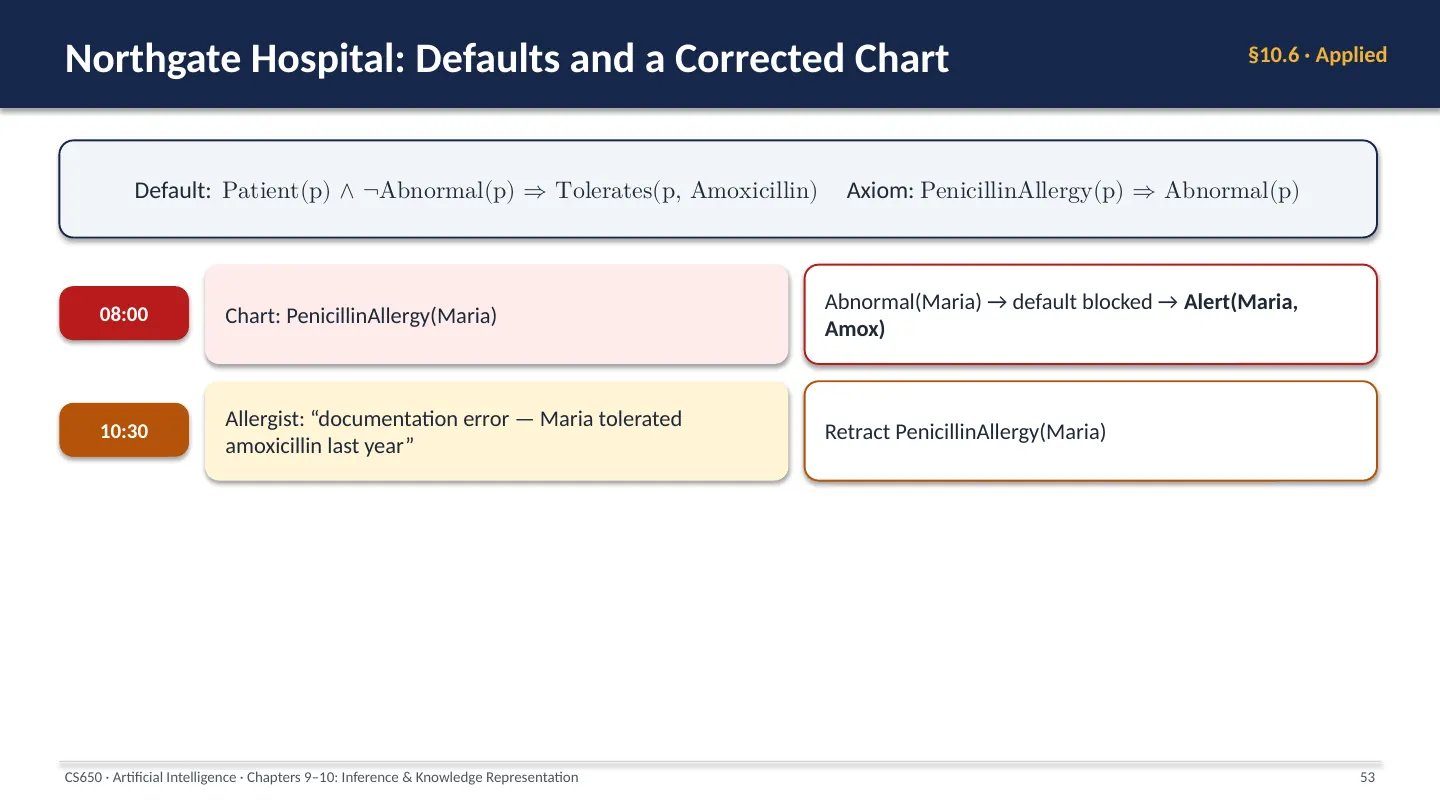 Northgate Hospital: Defaults and a Corrected Chart
§10.6 · Applied
Default: Patient(p) ∧ ¬Abnormal(p) ⇒ Tolerates(p, Amoxicillin) Axiom: PenicillinAllergy(p) ⇒ Abnormal(p)
08:00
Chart: PenicillinAllergy(Maria)
Abnormal(Maria) → default blocked → Alert(Maria,
Amox)
10:30
Allergist: “documentation error — Maria tolerated
amoxicillin last year”
Retract PenicillinAllergy(Maria)
CS650 · Artificial Intelligence · Chapters 9–10: Inference & Knowledge Representation
53